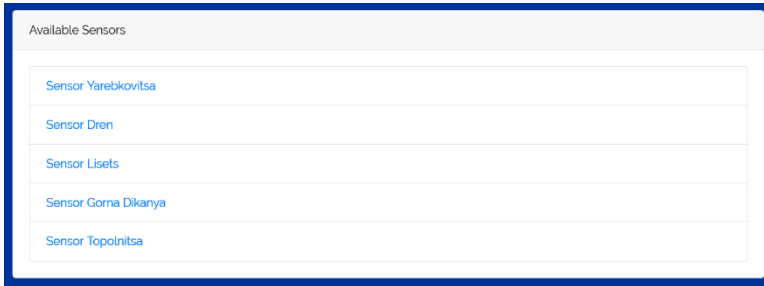 Available Sensors
Sensor Yarebkovitsa
Sensor Dren
Sensor Lisets
Sensor Gorna Dikanya
Sensor Topolnitsa